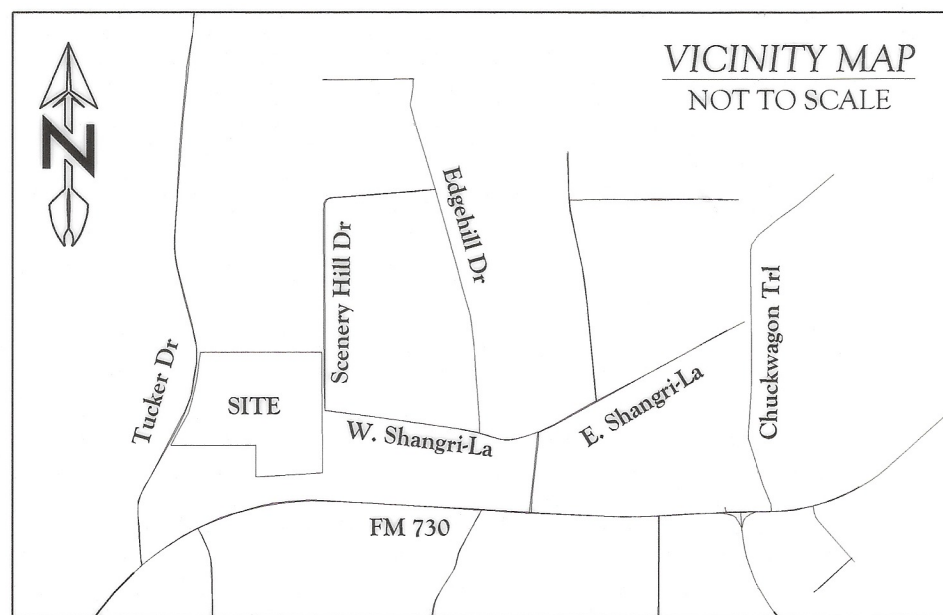 VICINITY MAP
NOT TO SCALE
N
Edgehill Dr
Scenery Hill Dr
Chuckwagon Trl
Tucker Dr
SITE
W. Shangri-La
E. Shangri-La
FM 730